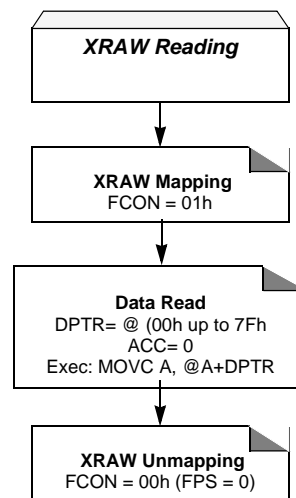 XRAW Reading
XRAW Mapping
FCON = 01h
Data Read
DPTR= @ (00h up to 7Fh
ACC= 0
Exec: MOVC A, @A+DPTR
XRAW Unmapping
FCON = 00h (FPS = 0)